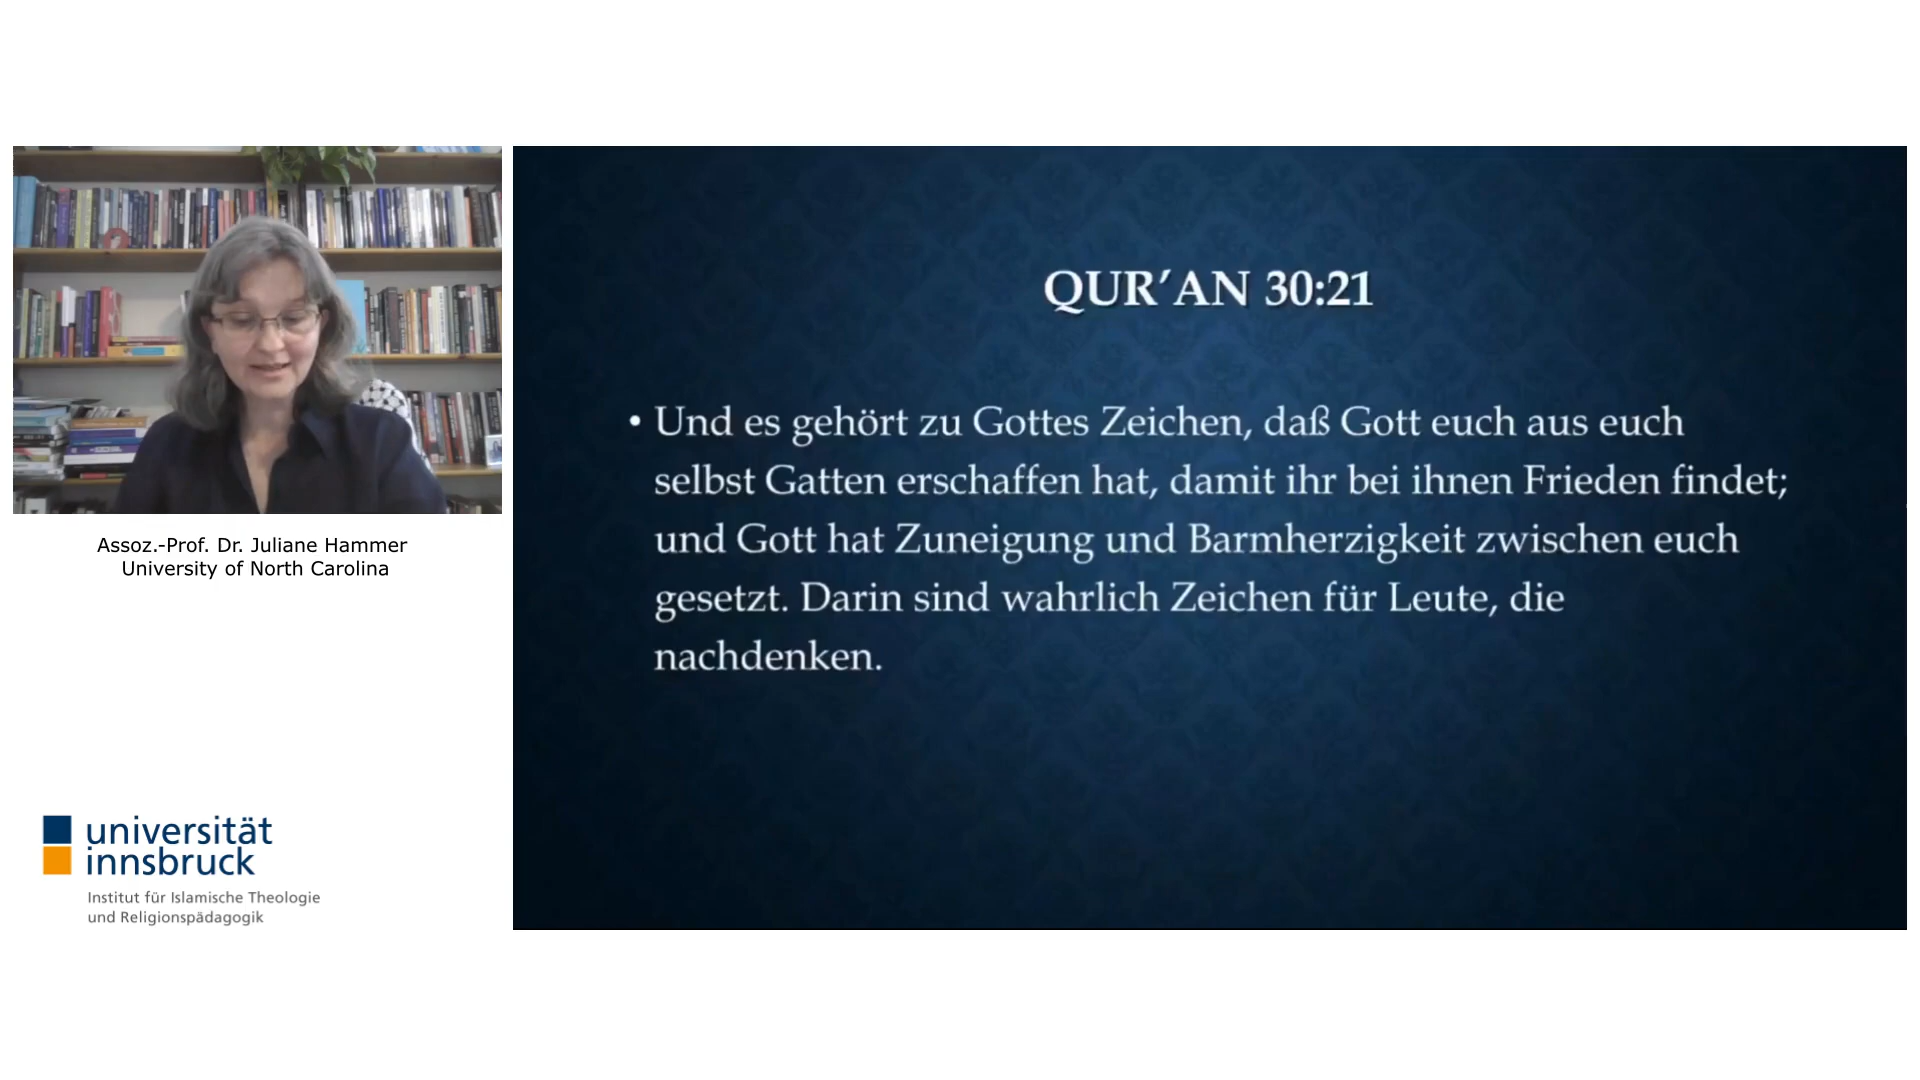 Assoz.-Prof. Dr. Juliane Hammer
University of North Carolina
universität
innsbruck
Institut für Islamische Theologie
und Religionspädagogik
QUR’AN 30:21
• Und es gehört zu Gottes Zeichen, daß Gott euch aus euch
selbst Gatten erschaffen hat, damit ihr bei ihnen Frieden findet;
und Gott hat Zuneigung und Barmherzigkeit zwischen euch
gesetzt. Darin sind wahrlich Zeichen für Leute, die
nachdenken.